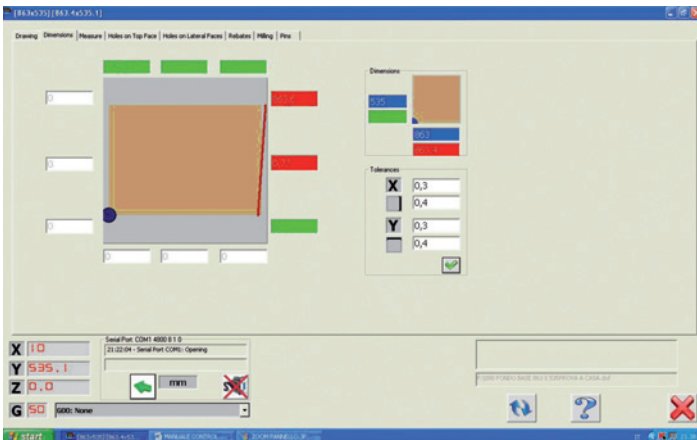 [863x535] [863.4x535.1]
Drawing Dimensions Measure Holes on Top Face Holes on Lateral Faces Rebates Milling Pins
0
0
0
0 0 0
Dimensions
535
863
863.4
Tolerances
X 0,3
0,4
Y 0,3
0,4
X 10
Y 535.1
Z 0.0
G 50 G00: None
Serial Port: COM1 4800 8 1 0
21:22:04 - Serial Port COM1: Opening
mm
start